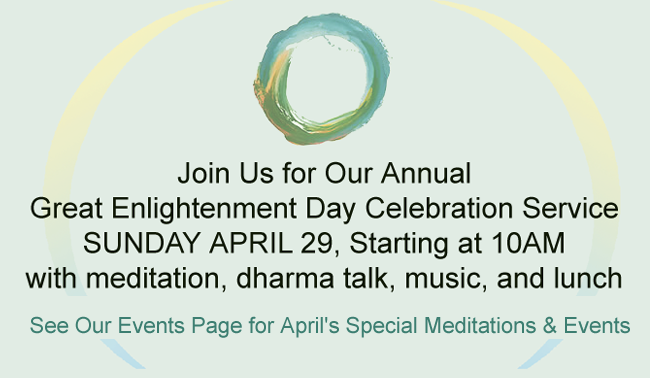 Join Us for Our Annual
Great Enlightenment Day Celebration Service
SUNDAY APRIL 29, Starting at 10AM
with meditation, dharma talk, music, and lunch
See Our Events Page for April's Special Meditations & Events